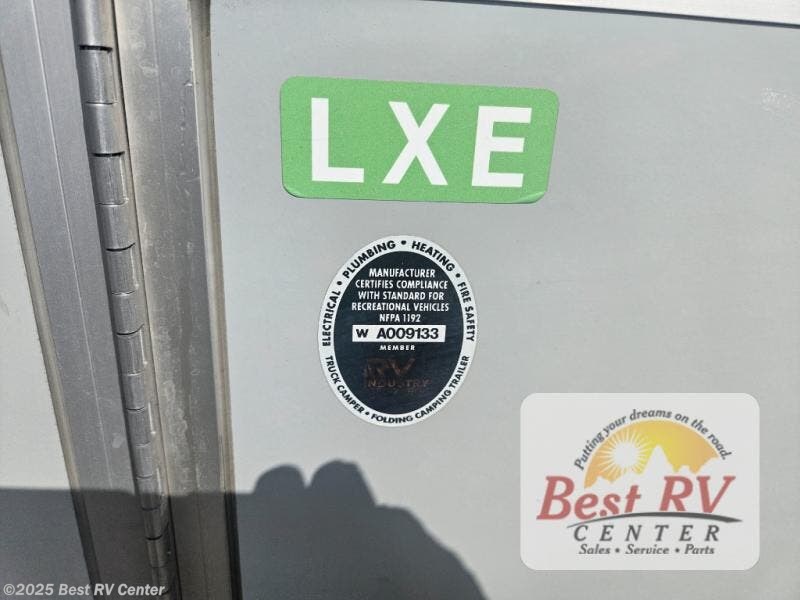 LXE
ELECTRICAL • PLUMBING • HEATING • FIRE SAFETY
MANUFACTURER
CERTIFIES COMPLIANCE
WITH STANDARD FOR
RECREATIONAL VEHICLES
NFPA 1192
W A009133
MEMBER
RV
INDUSTRY
TRUCK CAMPER • FOLDING CAMPING TRAILER
Putting your dreams on the road.
Best RV
CENTER
Sales • Service • Parts
©2025 Best RV Center